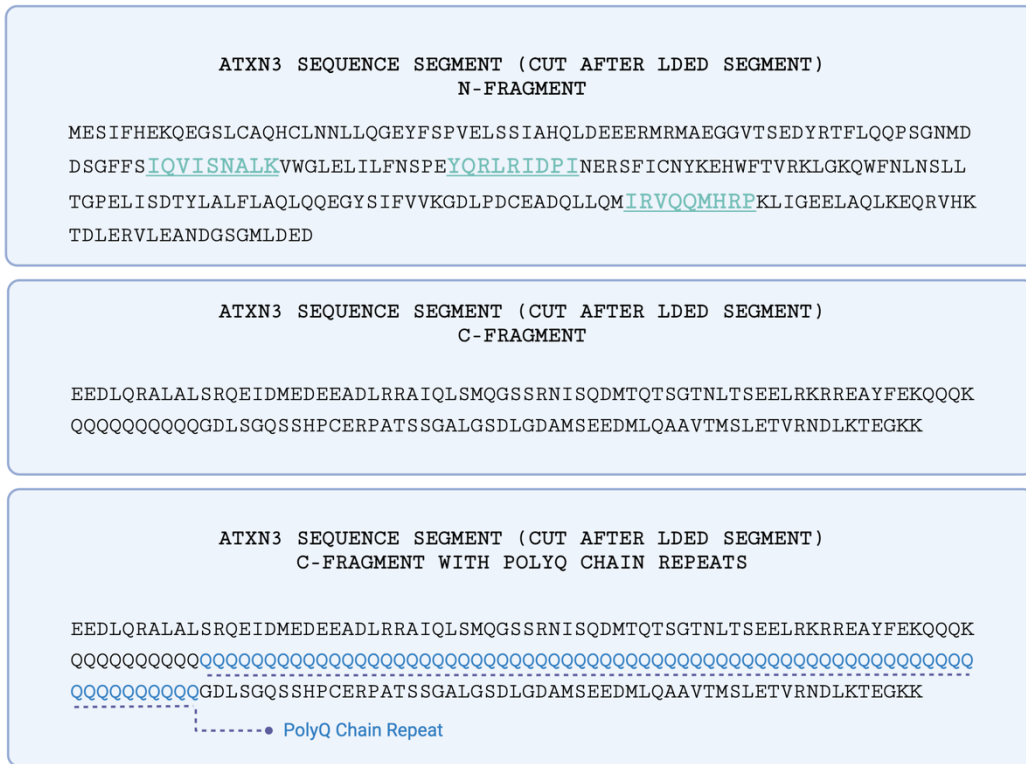 ATXN3 SEQUENCE SEGMENT (CUT AFTER LDED SEGMENT)
N-FRAGMENT
MESIFHEKQEGSLCAQHCLNNLLQGEYFSPVELSSIAHQLDEEERMRMAEGGVTSEDYRTFLQQPSGNMD
DSGFFSIQVISNALKVWGLELILFNSPEYQRLRIDPINERSFICNYKEHWFTVRKLGKQWFNLNSLL
TGPELISDTYLALFLAQLQQEGYSIFVVKGDLPDCEADQLLQMIRVQQMHRPKLIGEELAQLKEQRVHK
TDLERVLEANDGSGMLDED
ATXN3 SEQUENCE SEGMENT (CUT AFTER LDED SEGMENT)
C-FRAGMENT
EEDLQRALALSRQEIDMEDEEADLRRAIQLSMQGSSRNISQDMTQTSGTNLTSEELRKRREAYFEKQQQK
QQQQQQQQQQGDLSGQSSHPCERPATSSGALGSDLGDAMSEEDMLQAAVTMSLETVRNDLKTEGKK
ATXN3 SEQUENCE SEGMENT (CUT AFTER LDED SEGMENT)
C-FRAGMENT WITH POLYQ CHAIN REPEATS
EEDLQRALALSRQEIDMEDEEADLRRAIQLSMQGSSRNISQDMTQTSGTNLTSEELRKRREAYFEKQQQK
QQQQQQQQQQQQQQQQQQQQQQQQQQQQQQQQQQQQQQQQQQQQQQQQQQQQQQQQQQQQQQQQQQQQQQ
QQQQQQQQQQGDLSGQSSHPCERPATSSGALGSDLGDAMSEEDMLQAAVTMSLETVRNDLKTEGKK
PolyQ Chain Repeat